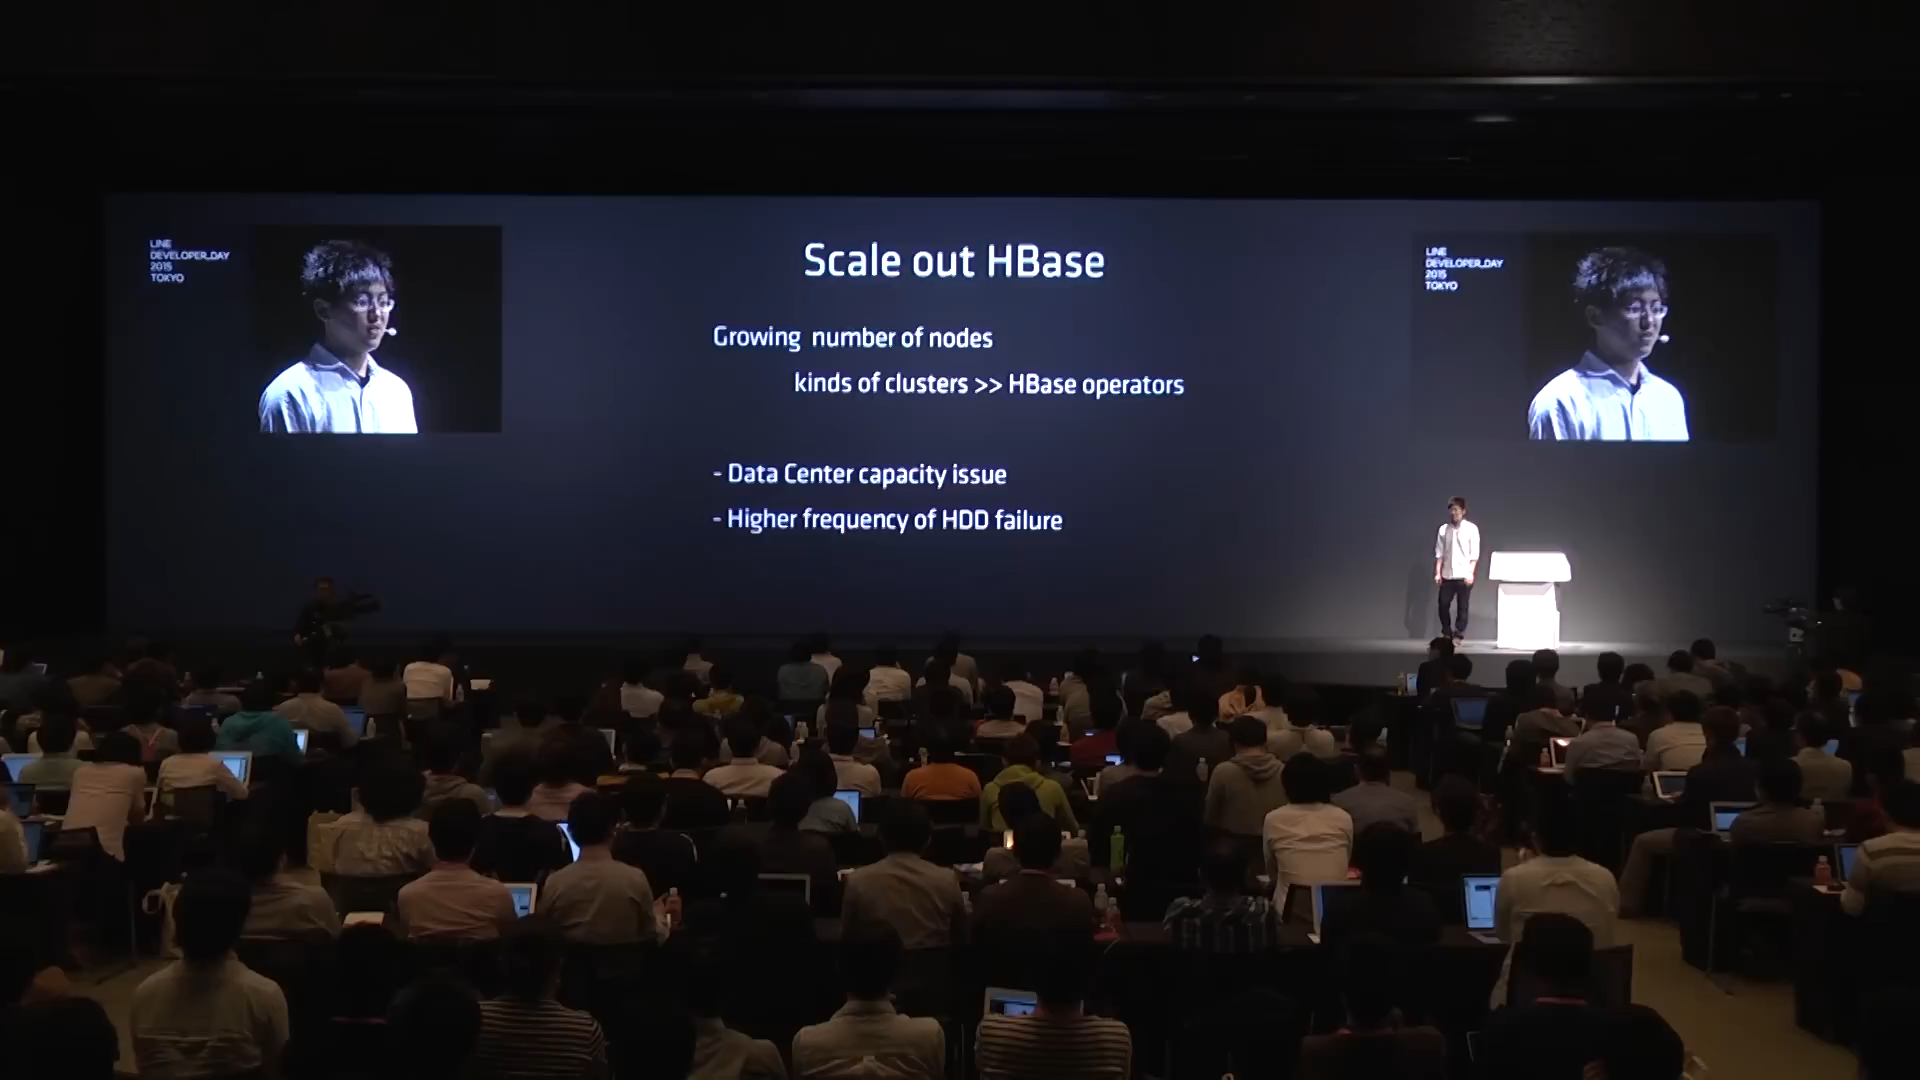 LINE
DEVELOPER_DAY
2015
TOKYO
Scale out HBase
Growing number of nodes
kinds of clusters >> HBase operators
- Data Center capacity issue
- Higher frequency of HDD failure
LINE
DEVELOPER_DAY
2015
TOKYO